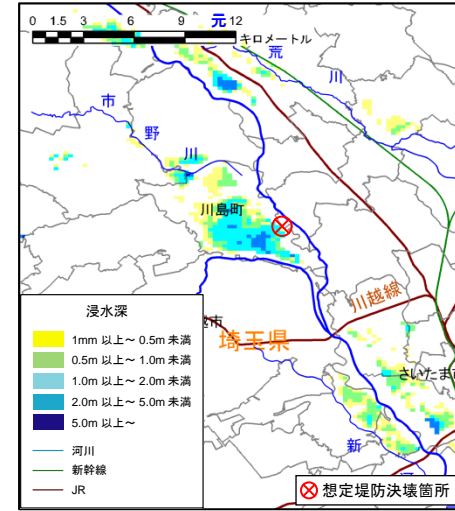 0 1.5 3 6 9 12
キロメートル
元
荒
川
市
野
川
川島町
川越線
越市
埼玉県
さいたま市
新
浸水深
1mm 以上～ 0.5m 未満
0.5m 以上～ 1.0m 未満
1.0m 以上～ 2.0m 未満
2.0m 以上～ 5.0m 未満
5.0m 以上～
河川
新幹線
JR
想定堤防決壊箇所